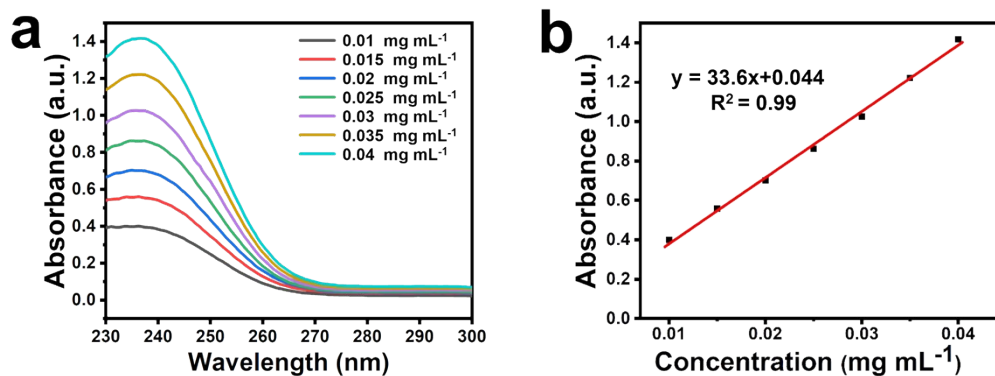 a
1.4
1.2
1.0
0.8
0.6
0.4
0.2
0.0
Absorbance (a.u.)
0.01 mg mL-1
0.015 mg mL-1
0.02 mg mL-1
0.025 mg mL-1
0.03 mg mL-1
0.035 mg mL-1
0.04 mg mL-1
230 240 250 260 270 280 290 300
Wavelength (nm)
b
1.4
1.2
1.0
0.8
0.6
0.4
0.2
0.0
Absorbance (a.u.)
y = 33.6x+0.044
R2 = 0.99
0.01 0.02 0.03 0.04
Concentration (mg mL-1)